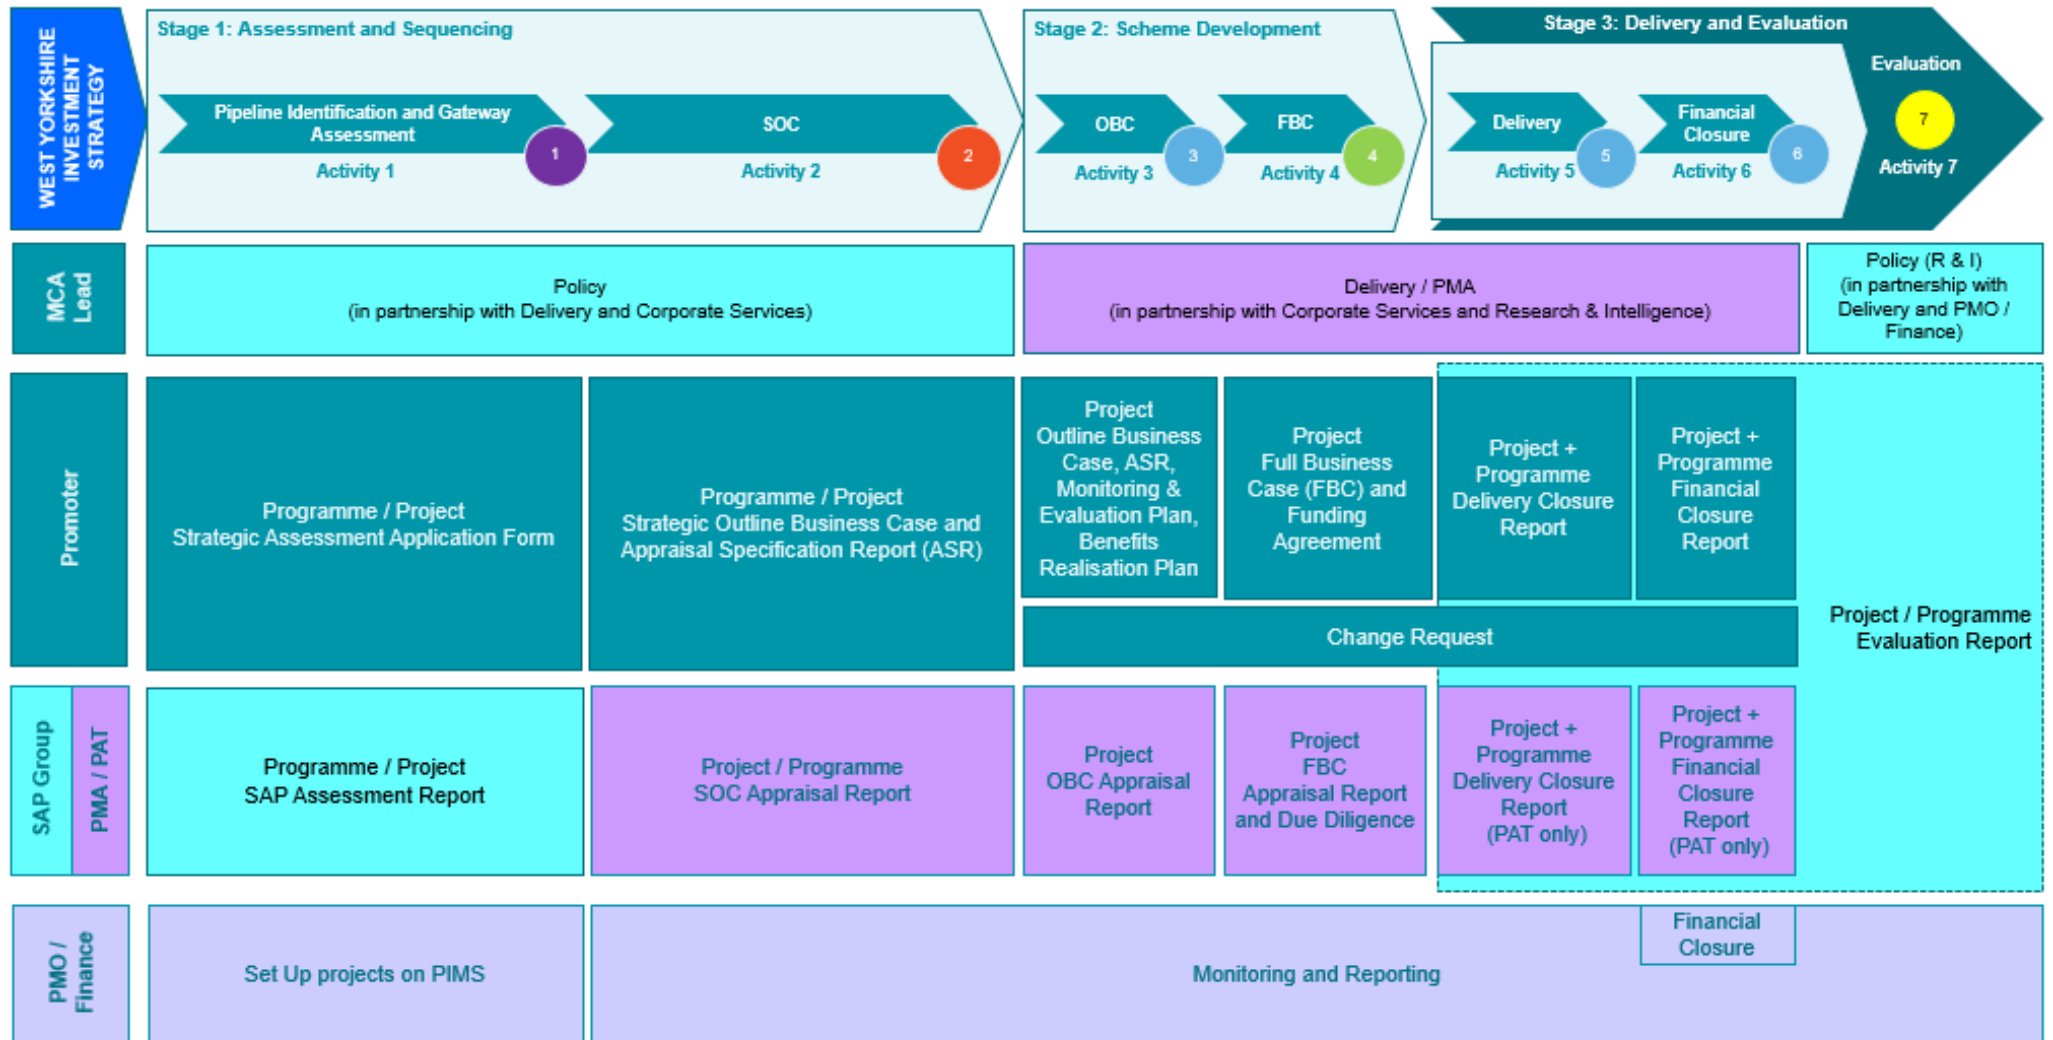 WEST YORKSHIRE
INVESTMENT
STRATEGY
Stage 1: Assessment and Sequencing
Pipeline Identification and Gateway
Assessment
1
Activity 1
SOC
2
Activity 2
Stage 2: Scheme Development
OBC
3
Activity 3
FBC
4
Activity 4
Stage 3: Delivery and Evaluation
Delivery
5
Activity 5
Financial
Closure
6
Activity 6
Evaluation
7
Activity 7
MCA
Lead
Policy
(in partnership with Delivery and Corporate Services)
Delivery / PMA
(in partnership with Corporate Services and Research & Intelligence)
Policy (R & I)
(in partnership with
Delivery and PMO /
Finance)
Promoter
Programme / Project
Strategic Assessment Application Form
Programme / Project
Strategic Outline Business Case and
Appraisal Specification Report (ASR)
Project
Outline Business
Case, ASR,
Monitoring &
Evaluation Plan,
Benefits
Realisation Plan
Project
Full Business
Case (FBC) and
Funding
Agreement
Project +
Programme
Delivery Closure
Report
Project +
Programme
Financial
Closure
Report
Change Request
Project / Programme
Evaluation Report
SAP Group
PMA / PAT
Programme / Project
SAP Assessment Report
Project / Programme
SOC Appraisal Report
Project
OBC Appraisal
Report
Project
FBC
Appraisal Report
and Due Diligence
Project +
Programme
Delivery Closure
Report
(PAT only)
Project +
Programme
Financial
Closure
Report
(PAT only)
PMO /
Finance
Set Up projects on PIMS
Monitoring and Reporting
Financial
Closure